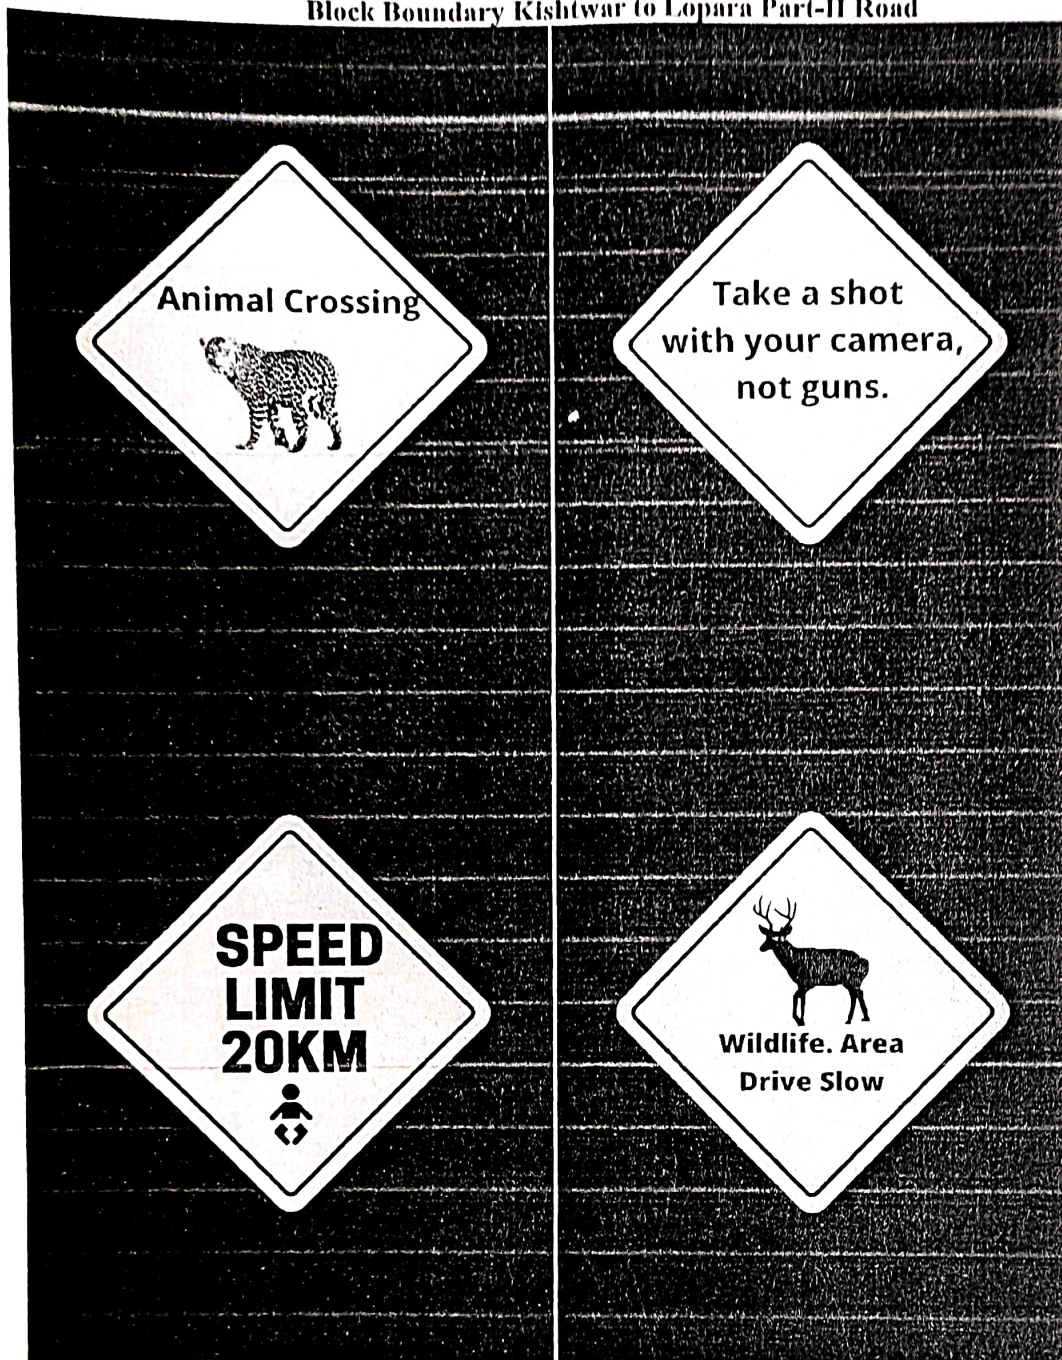 Block Boundary Kishtwar to Lopara Part-II Road
Animal Crossing
Take a shot
with your camera,
not guns.
SPEED
LIMIT
20KM
Wildlife. Area
Drive Slow